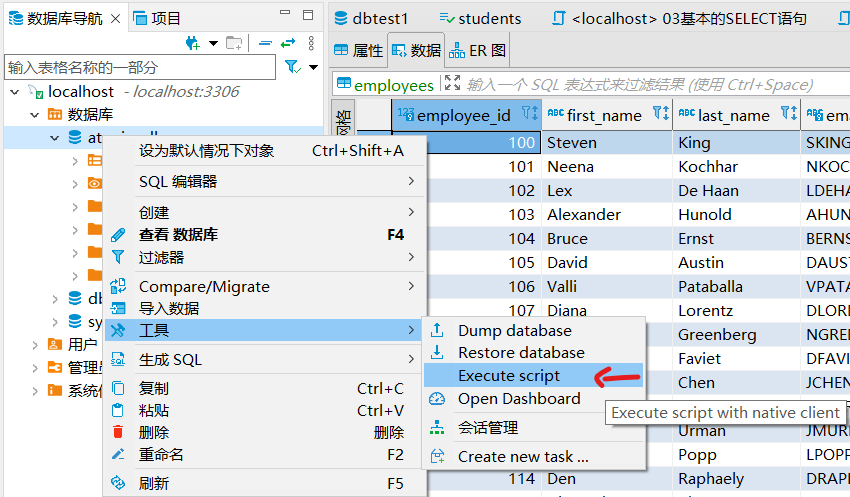 数据库导航 项目
输入表格名称的一部分
localhost - localhost:3306
数据库
用户
系统
设为默认情况下对象 Ctrl+Shift+A
SQL 编辑器
创建
查看 数据库 F4
过滤器
Compare/Migrate
导入数据
工具
生成 SQL
复制 Ctrl+C
粘贴 Ctrl+V
删除 删除
重命名 F2
刷新 F5
Dump database
Restore database
Execute script
Open Dashboard
会话管理
Create new task ...
Execute script with native client
dbtest1 students <localhost> 03基本的SELECT语句
属性 数据 ER 图
employees 输入一个 SQL 表达式来过滤结果 (使用 Ctrl+Space)
网格
employee_id first_name last_name ema
100 Steven King SKING
101 Neena Kochhar NKOC
102 Lex De Haan LDEHA
103 Alexander Hunold AHUN
104 Bruce Ernst BERNS
105 David Austin DAUST
106 Valli Pataballa VPATA
107 Diana Lorentz DLORE
Greenberg NGREE
Faviet DFAVI
Chen JCHEN
Urman JMUR
Popp LPOPP
114 Den Raphaely DRAPH